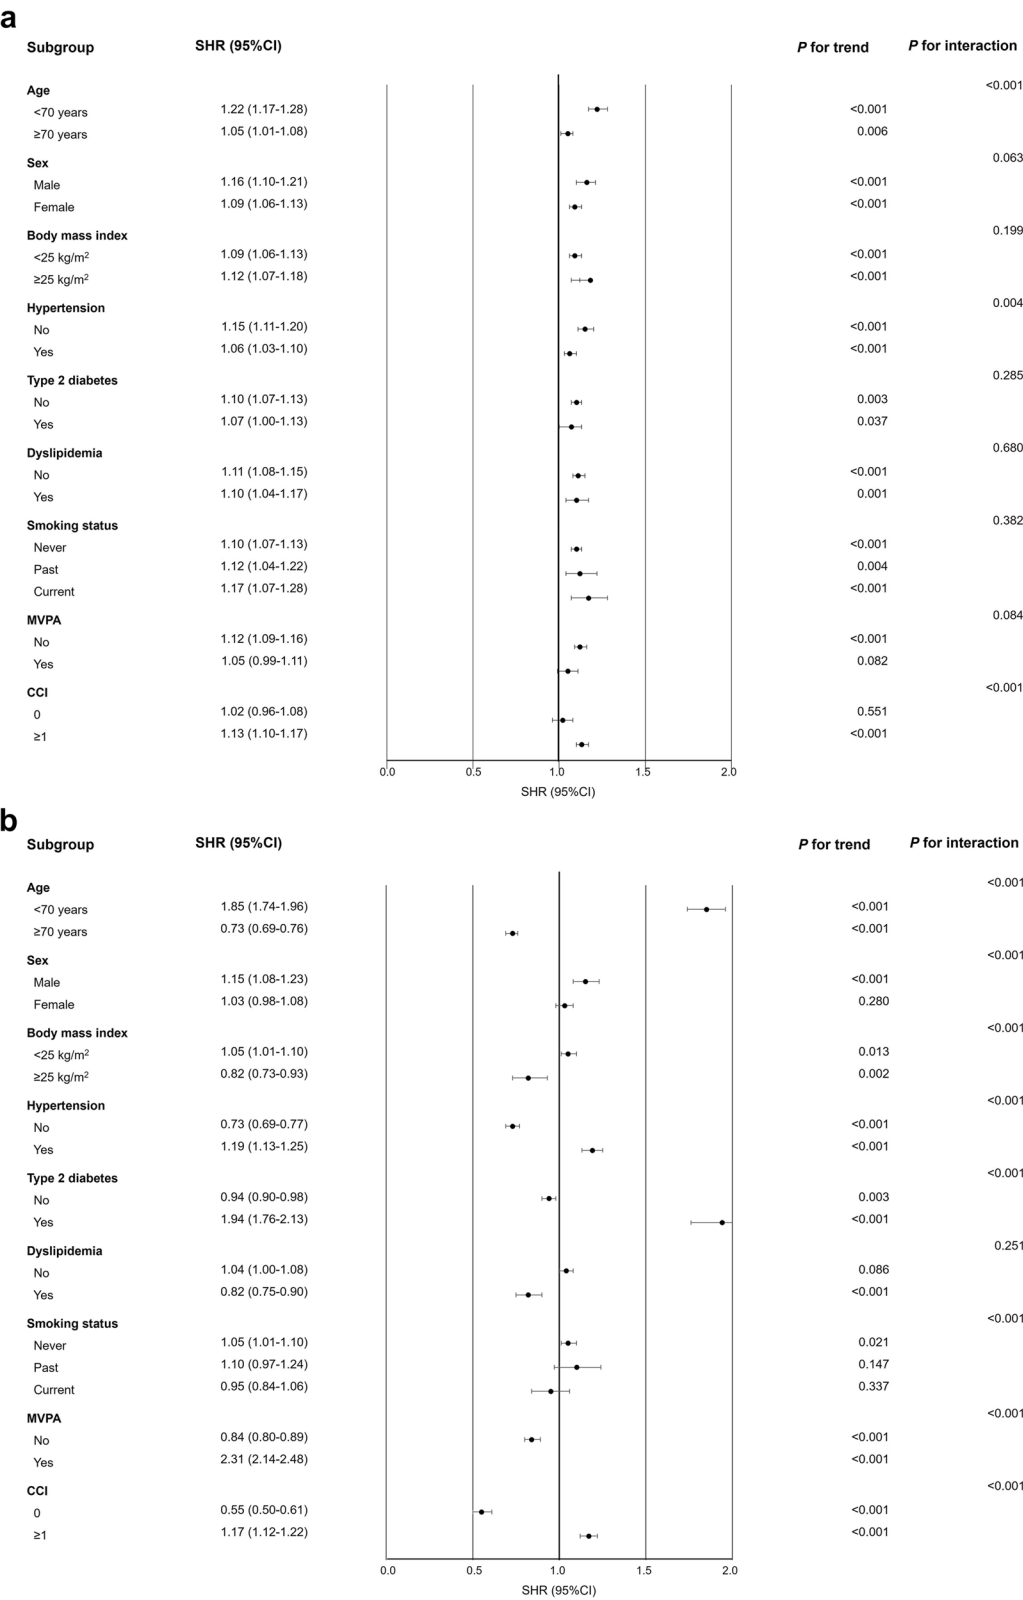 a
Subgroup SHR (95%CI) P for trend P for interaction
Age <0.001
<70 years 1.22 (1.17-1.28) <0.001
≥70 years 1.05 (1.01-1.08) 0.006
Sex 0.063
Male 1.16 (1.10-1.21) <0.001
Female 1.09 (1.06-1.13) <0.001
Body mass index 0.199
<25 kg/m² 1.09 (1.06-1.13) <0.001
≥25 kg/m² 1.12 (1.07-1.18) <0.001
Hypertension 0.004
No 1.15 (1.11-1.20) <0.001
Yes 1.06 (1.03-1.10) <0.001
Type 2 diabetes 0.285
No 1.10 (1.07-1.13) 0.003
Yes 1.07 (1.00-1.13) 0.037
Dyslipidemia 0.680
No 1.11 (1.08-1.15) <0.001
Yes 1.10 (1.04-1.17) 0.001
Smoking status 0.382
Never 1.10 (1.07-1.13) <0.001
Past 1.12 (1.04-1.22) 0.004
Current 1.17 (1.07-1.28) <0.001
MVPA 0.084
No 1.12 (1.09-1.16) <0.001
Yes 1.05 (0.99-1.11) 0.082
CCI <0.001
0 1.02 (0.96-1.08) 0.551
≥1 1.13 (1.10-1.17) <0.001
0.0 0.5 1.0 1.5 2.0
SHR (95%CI)
b
Subgroup SHR (95%CI) P for trend P for interaction
Age <0.001
<70 years 1.85 (1.74-1.96) <0.001
≥70 years 0.73 (0.69-0.76) <0.001
Sex <0.001
Male 1.15 (1.08-1.23) <0.001
Female 1.03 (0.98-1.08) 0.280
Body mass index <0.001
<25 kg/m² 1.05 (1.01-1.10) 0.013
≥25 kg/m² 0.82 (0.73-0.93) 0.002
Hypertension <0.001
No 0.73 (0.69-0.77) <0.001
Yes 1.19 (1.13-1.25) <0.001
Type 2 diabetes <0.001
No 0.94 (0.90-0.98) 0.003
Yes 1.94 (1.76-2.13) <0.001
Dyslipidemia 0.251
No 1.04 (1.00-1.08) 0.086
Yes 0.82 (0.75-0.90) <0.001
Smoking status <0.001
Never 1.05 (1.01-1.10) 0.021
Past 1.10 (0.97-1.24) 0.147
Current 0.95 (0.84-1.06) 0.337
MVPA <0.001
No 0.84 (0.80-0.89) <0.001
Yes 2.31 (2.14-2.48) <0.001
CCI <0.001
0 0.55 (0.50-0.61) <0.001
≥1 1.17 (1.12-1.22) <0.001
0.0 0.5 1.0 1.5 2.0
SHR (95%CI)